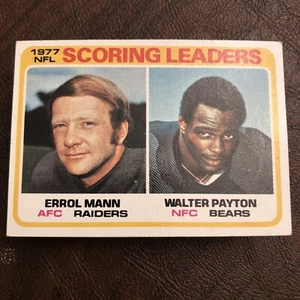 1977
NFL SCORING LEADERS
ERROL MANN WALTER PAYTON
AFC RAIDERS NFC BEARS